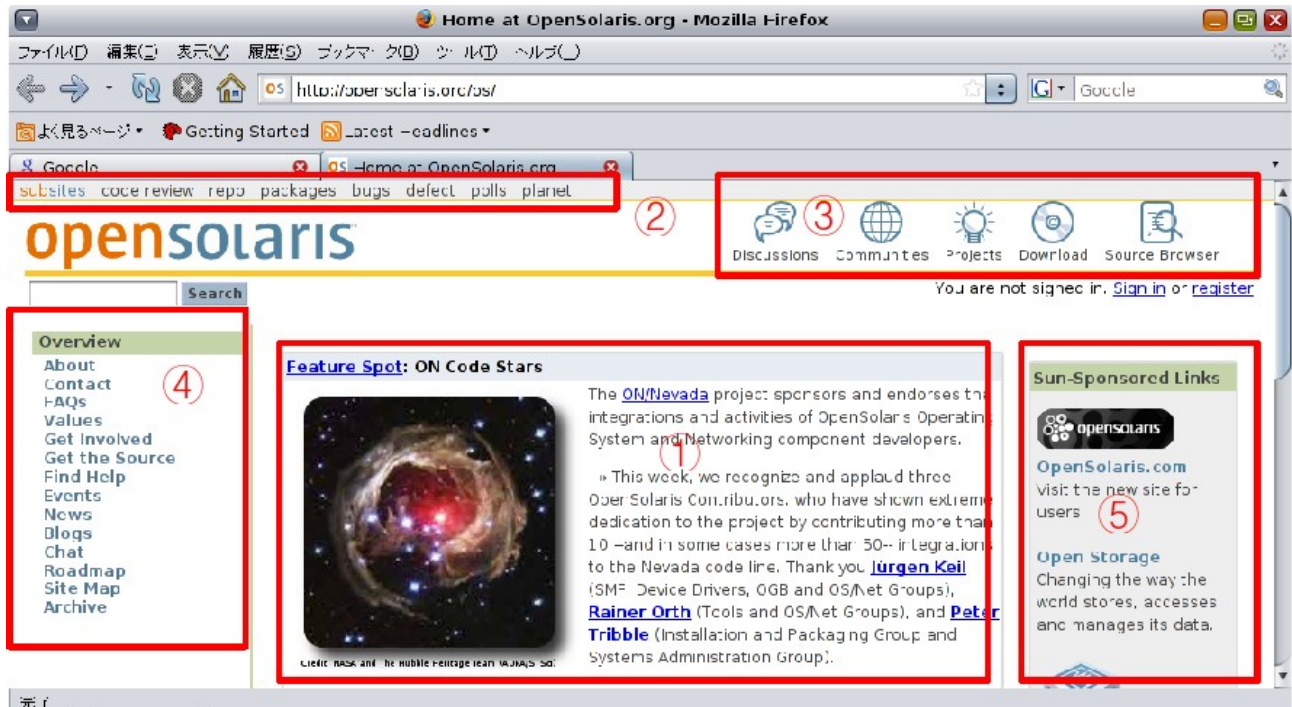 Home at OpenSolaris.org - Mozilla Firefox
ファイル(F) 編集(E) 表示(V) 履歴(S) ブックマーク(B) ツール(T) ヘルプ(_)
os http://opensolaris.org/os/
G Google
よく見るページ Getting Started Latest Headlines
Google
os Home at OpenSolaris.org
subsites code review repo packages bugs defect polls planet
②
③
opensolaris
Discussions Communities Projects Download Source Browser
Search
You are not signed in. Sign in or register
Overview
About
Contact
FAQs
Values
Get Involved
Get the Source
Find Help
Events
News
Blogs
Chat
Roadmap
Site Map
Archive
④
Feature Spot: ON Code Stars
The ON/Nevada project sponsors and endorses the
integrations and activities of OpenSolaris Operating
System and Networking component developers.
①
» This week, we recognize and applaud three
OpenSolaris Contributors, who have shown extreme
dedication to the project by contributing more than
10 --and in some cases more than 50-- integrations
to the Nevada code line. Thank you Jürgen Keil
(SMF, Device Drivers, OGB and OS/Net Groups),
Rainer Orth (Tools and OS/Net Groups), and Peter
Tribble (Installation and Packaging Group and
Systems Administration Group).
Credit: NASA and The Hubble Heritage Team (AURA/STScI)
Sun-Sponsored Links
opensolaris
OpenSolaris.com
Visit the new site for
users
⑤
Open Storage
Changing the way the
world stores, accesses
and manages its data.
完了